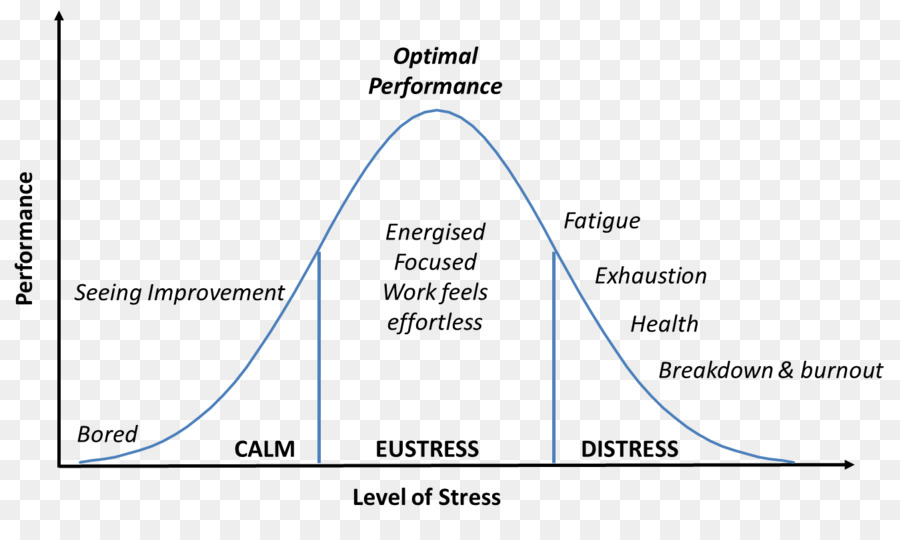 Optimal
Performance
Performance
Energised
Focused
Work feels
effortless
Fatigue
Exhaustion
Health
Breakdown & burnout
Seeing Improvement
Bored
CALM
EUSTRESS
DISTRESS
Level of Stress